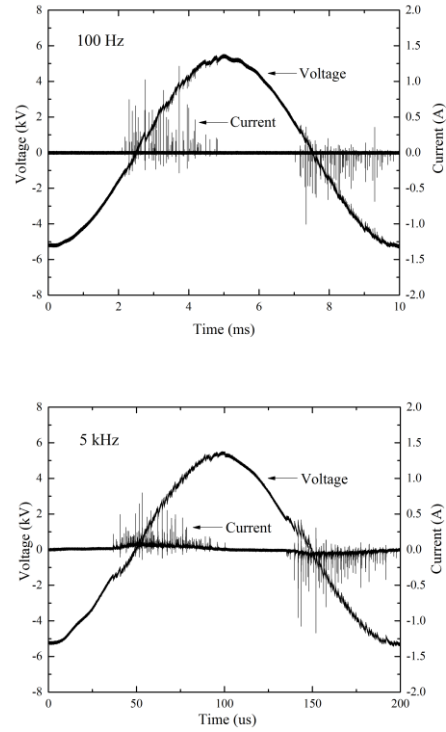 100 Hz
Voltage
Current
Voltage (kV)
Current (A)
8
6
4
2
0
-2
-4
-6
-8
2.0
1.5
1.0
0.5
0.0
-0.5
-1.0
-1.5
-2.0
0 2 4 6 8 10
Time (ms)
5 kHz
Voltage
Current
Voltage (kV)
Current (A)
8
6
4
2
0
-2
-4
-6
-8
2.0
1.5
1.0
0.5
0.0
-0.5
-1.0
-1.5
-2.0
0 50 100 150 200
Time (us)